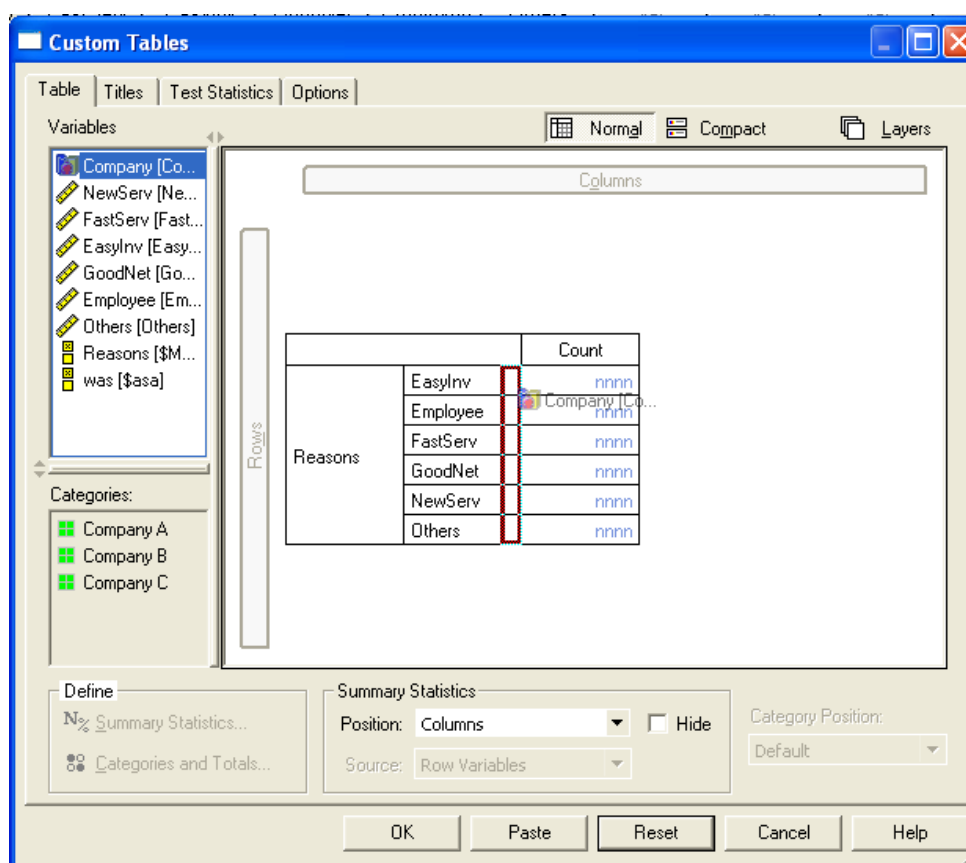 Custom Tables
Table Titles Test Statistics Options
Variables
Normal Compact Layers
Company [Co...
NewServ [Ne...
FastServ [Fast...
EasyInv [Easy...
GoodNet [Go...
Employee [Em...
Others [Others]
Reasons [$M...
was [$asa]
Columns
Rows
Count
Reasons
EasyInv nnnn
Company [Co...
Employee nnnn
FastServ nnnn
GoodNet nnnn
NewServ nnnn
Others nnnn
Categories:
Company A
Company B
Company C
Define
N% Summary Statistics...
Categories and Totals...
Summary Statistics
Position: Columns Hide
Source: Row Variables
Category Position:
Default
OK Paste Reset Cancel Help